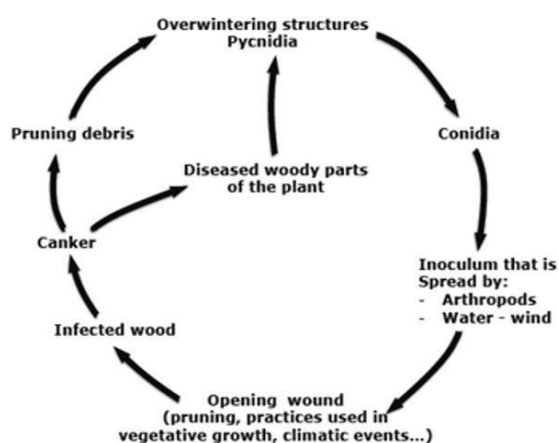 Overwintering structures
Pycnidia
Conidia
Inoculum that is
Spread by:
- Arthropods
- Water - wind
Opening wound
(pruning, practices used in
vegetative growth, climatic events...)
Infected wood
Canker
Pruning debris
Diseased woody parts
of the plant